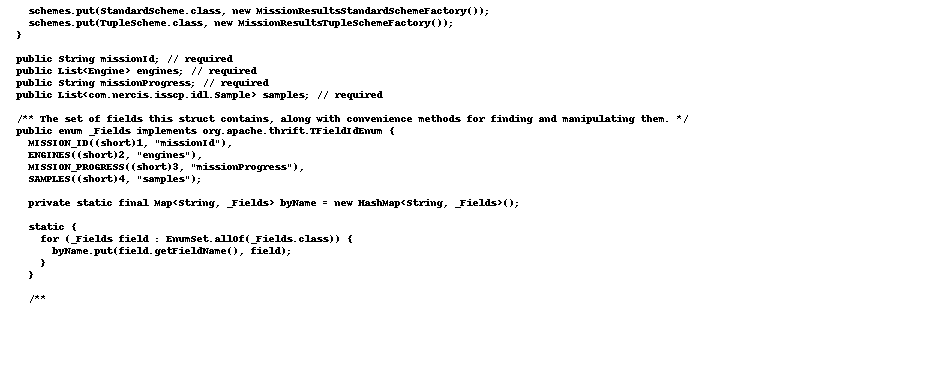 schemes.put(StandardScheme.class, new MissionResultsStandardSchemeFactory());
schemes.put(TupleScheme.class, new MissionResultsTupleSchemeFactory());
}
public String missionId; // required
public List<Engine> engines; // required
public String missionProgress; // required
public List<com.nercis.isscp.idl.Sample> samples; // required
/** The set of fields this struct contains, along with convenience methods for finding and manipulating them. */
public enum _Fields implements org.apache.thrift.TFieldIdEnum {
MISSION_ID((short)1, "missionId"),
ENGINES((short)2, "engines"),
MISSION_PROGRESS((short)3, "missionProgress"),
SAMPLES((short)4, "samples");
private static final Map<String, _Fields> byName = new HashMap<String, _Fields>();
static {
for (_Fields field : EnumSet.allOf(_Fields.class)) {
byName.put(field.getFieldName(), field);
}
}
/**